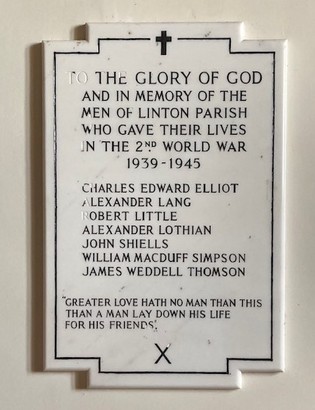 TO THE GLORY OF GOD
AND IN MEMORY OF THE
MEN OF LINTON PARISH
WHO GAVE THEIR LIVES
IN THE 2ND WORLD WAR
1939-1945
CHARLES EDWARD ELLIOT
ALEXANDER LANG
ROBERT LITTLE
ALEXANDER LOTHIAN
JOHN SHIELLS
WILLIAM MACDUFF SIMPSON
JAMES WEDDELL THOMSON
"GREATER LOVE HATH NO MAN THAN THIS
THAN A MAN LAY DOWN HIS LIFE
FOR HIS FRIENDS".
X